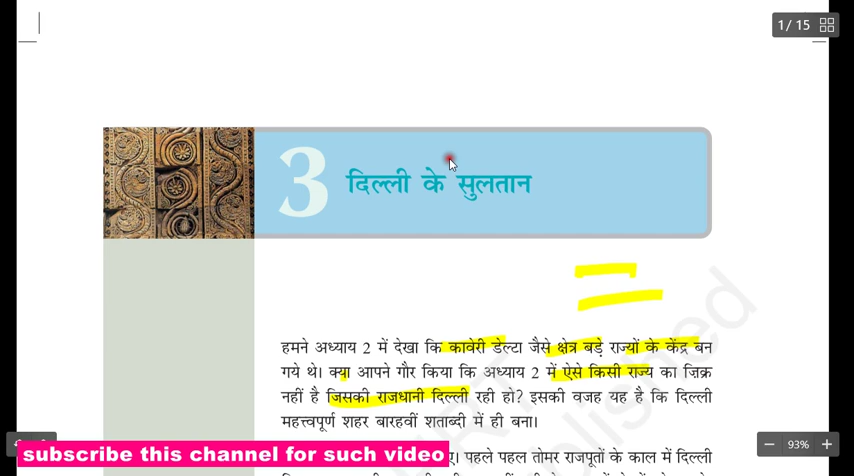 1 / 15
3
दिल्ली के सुलतान
हमने अध्याय 2 में देखा कि कावेरी डेल्टा जैसे क्षेत्र बड़े राज्यों के केंद्र बन
गये थे। क्या आपने गौर किया कि अध्याय 2 में ऐसे किसी राज्य का ज़िक्र
नहीं है जिसकी राजधानी दिल्ली रही हो? इसकी वजह यह है कि दिल्ली
महत्त्वपूर्ण शहर बारहवीं शताब्दी में ही बना।
पहले पहल तोमर राजपूतों के काल में दिल्ली
subscribe this channel for such video
93%